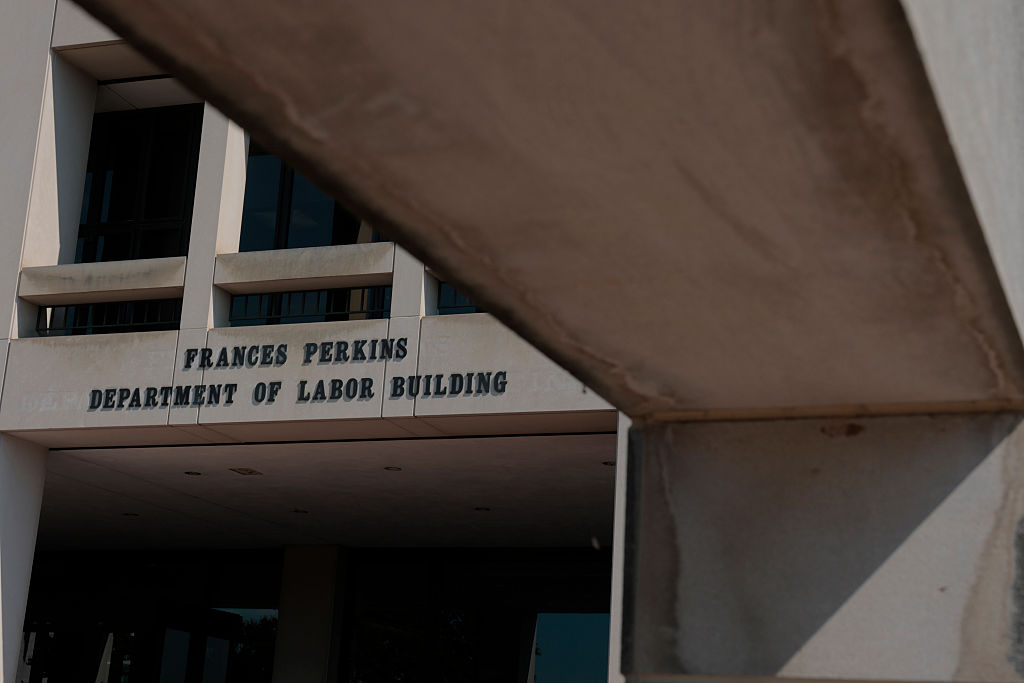 FRANCES PERKINS
DEPARTMENT OF LABOR BUILDING